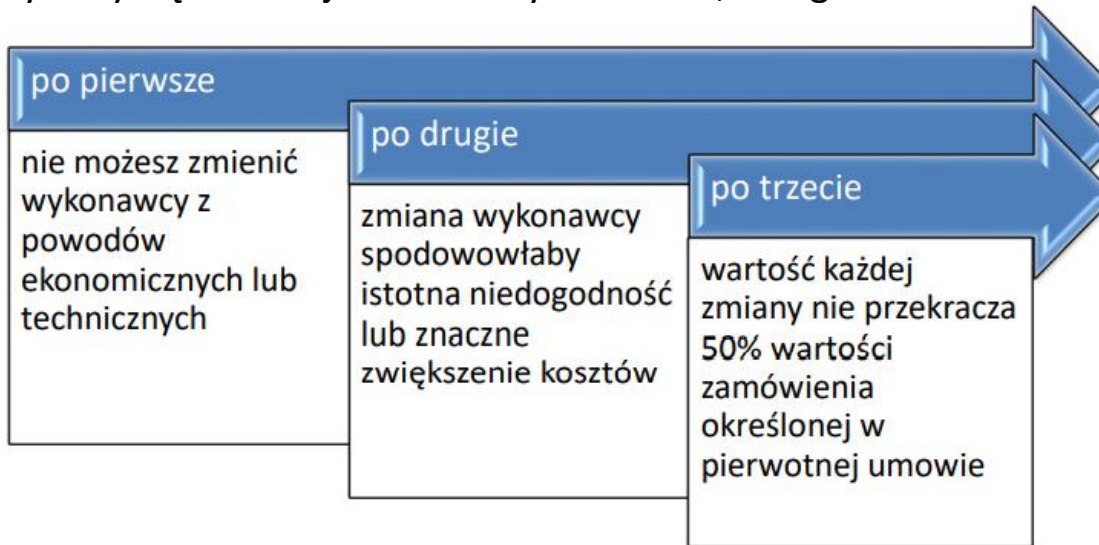 po pierwsze
nie możesz zmienić
wykonawcy z
powodów
ekonomicznych lub
technicznych
po drugie
zmiana wykonawcy
spodowowłaby
istotna niedogodność
lub znaczne
zwiększenie kosztów
po trzecie
wartość każdej
zmiany nie przekracza
50% wartości
zamówienia
określonej w
pierwotnej umowie